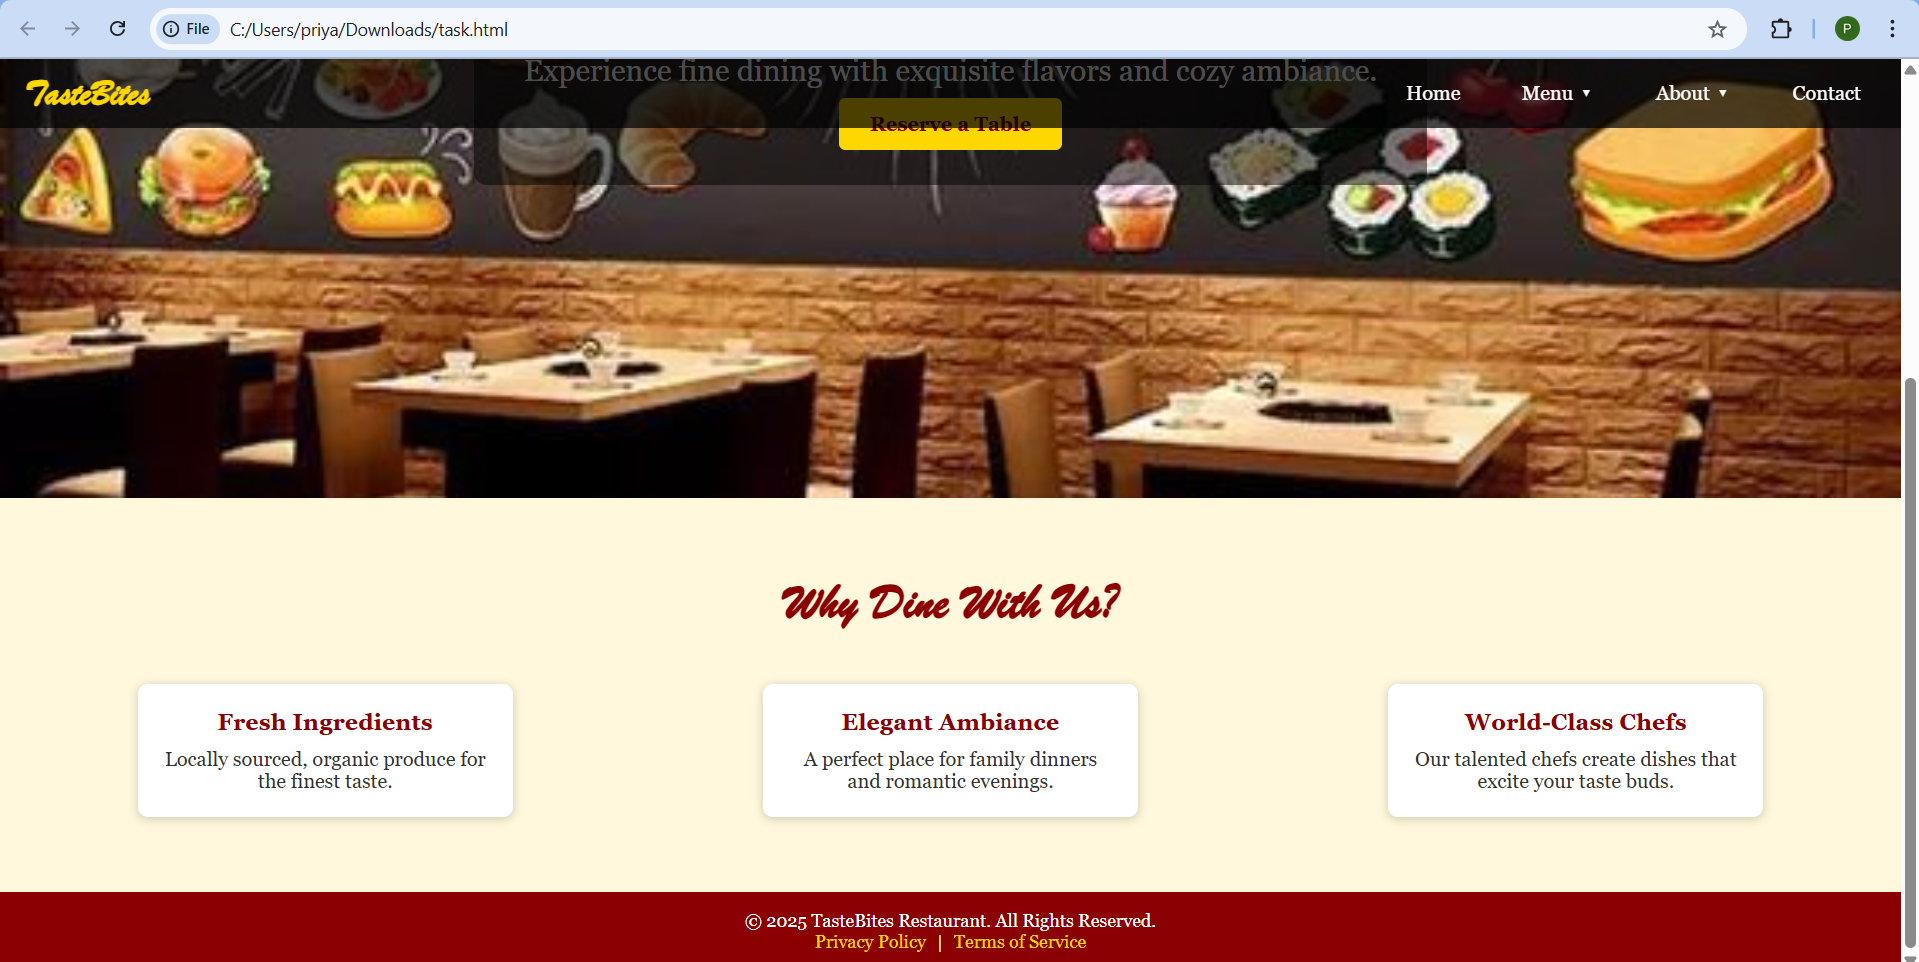 File C:/Users/priya/Downloads/task.html
P
Experience fine dining with exquisite flavors and cozy ambiance.
TasteBites
Home Menu ▼ About ▼ Contact
Reserve a Table
Why Dine With Us?
Fresh Ingredients
Locally sourced, organic produce for
the finest taste.
Elegant Ambiance
A perfect place for family dinners
and romantic evenings.
World-Class Chefs
Our talented chefs create dishes that
excite your taste buds.
© 2025 TasteBites Restaurant. All Rights Reserved.
Privacy Policy | Terms of Service